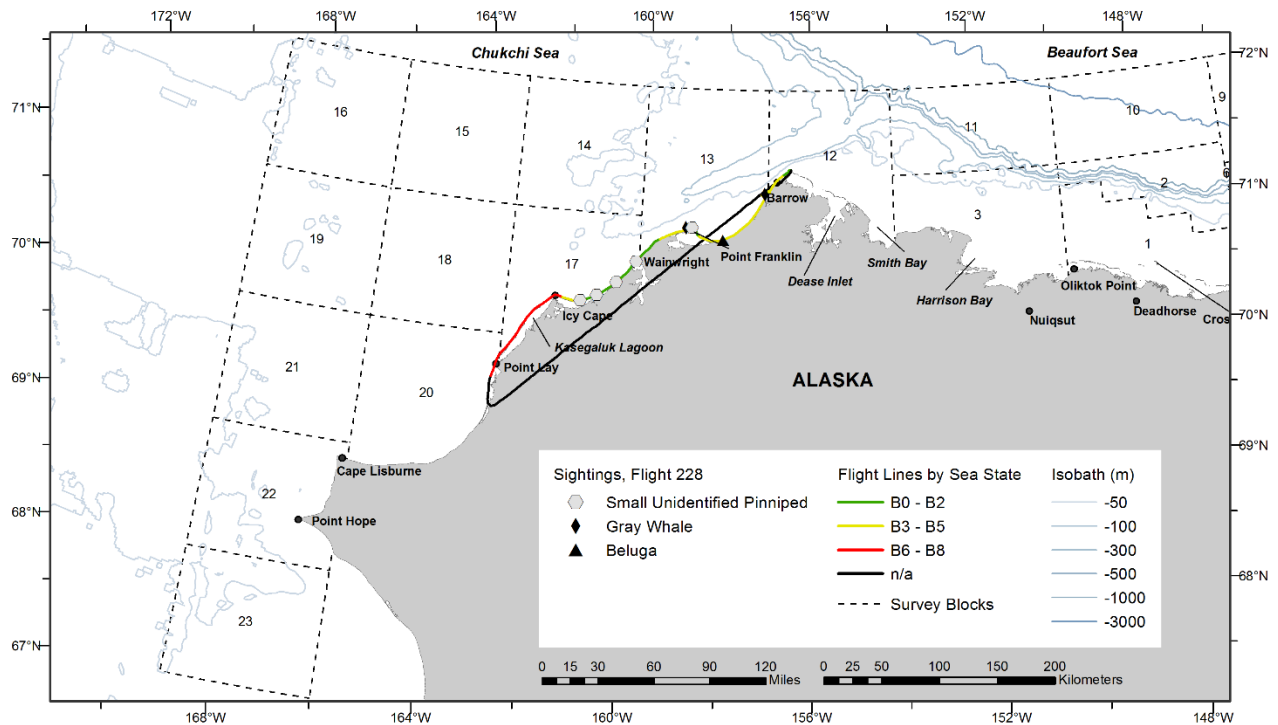 172°W 168°W 164°W 160°W 156°W 152°W 148°W
Chukchi Sea
Beaufort Sea
72°N
71°N
71°N
70°N
70°N
69°N
69°N
68°N
68°N
67°N
16
15
14
13
12
11
10
9
6
2
3
1
19
18
17
21
20
22
23
Barrow
Wainwright
Point Franklin
Dease Inlet
Smith Bay
Harrison Bay
Oliktok Point
Deadhorse
Nuiqsut
Cros
Icy Cape
Kasegaluk Lagoon
Point Lay
ALASKA
Cape Lisburne
Point Hope
Sightings, Flight 228
Small Unidentified Pinniped
Gray Whale
Beluga
Flight Lines by Sea State
B0 - B2
B3 - B5
B6 - B8
n/a
Survey Blocks
Isobath (m)
-50
-100
-300
-500
-1000
-3000
0 15 30 60 90 120
Miles
0 25 50 100 150 200
Kilometers
168°W 164°W 160°W 156°W 152°W 148°W